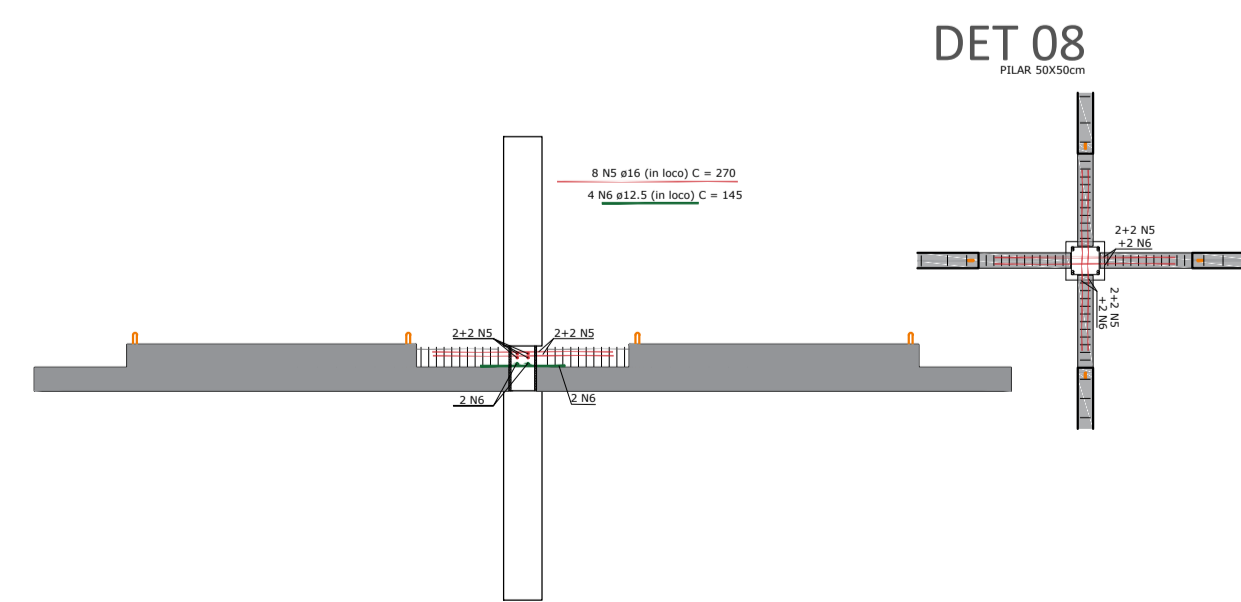 DET 08
PILAR 50X50cm
8 N5 ø16 (in loco) C = 270
4 N6 ø12.5 (in loco) C = 145
2+2 N5
+2 N6
2+2 N5
+2 N6
2+2 N5
2+2 N5
2 N6
2 N6